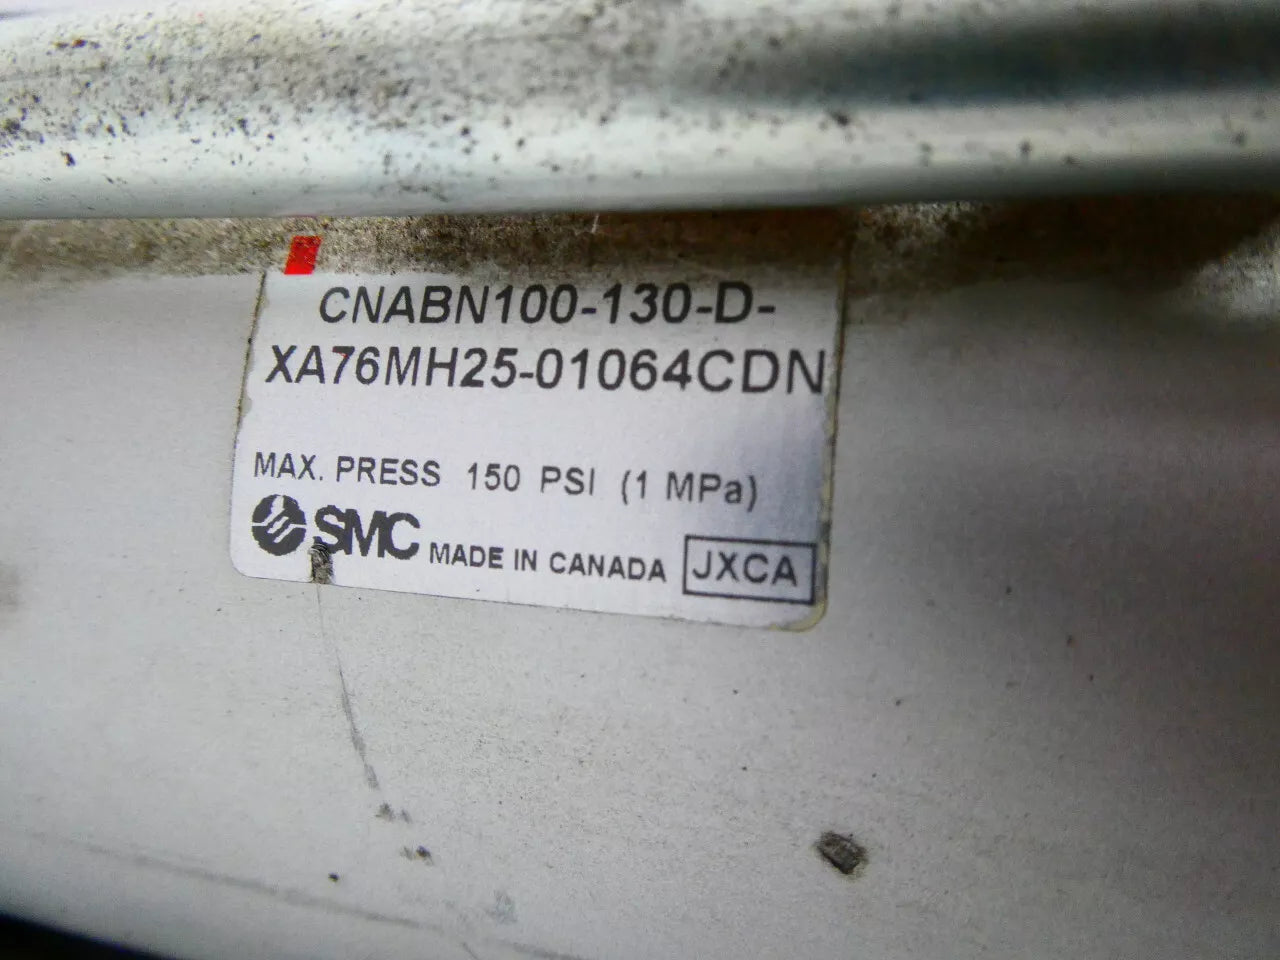 CNABN100-130-D-
XA76MH25-01064CDN
MAX. PRESS 150 PSI (1 MPa)
SMC MADE IN CANADA JXCA